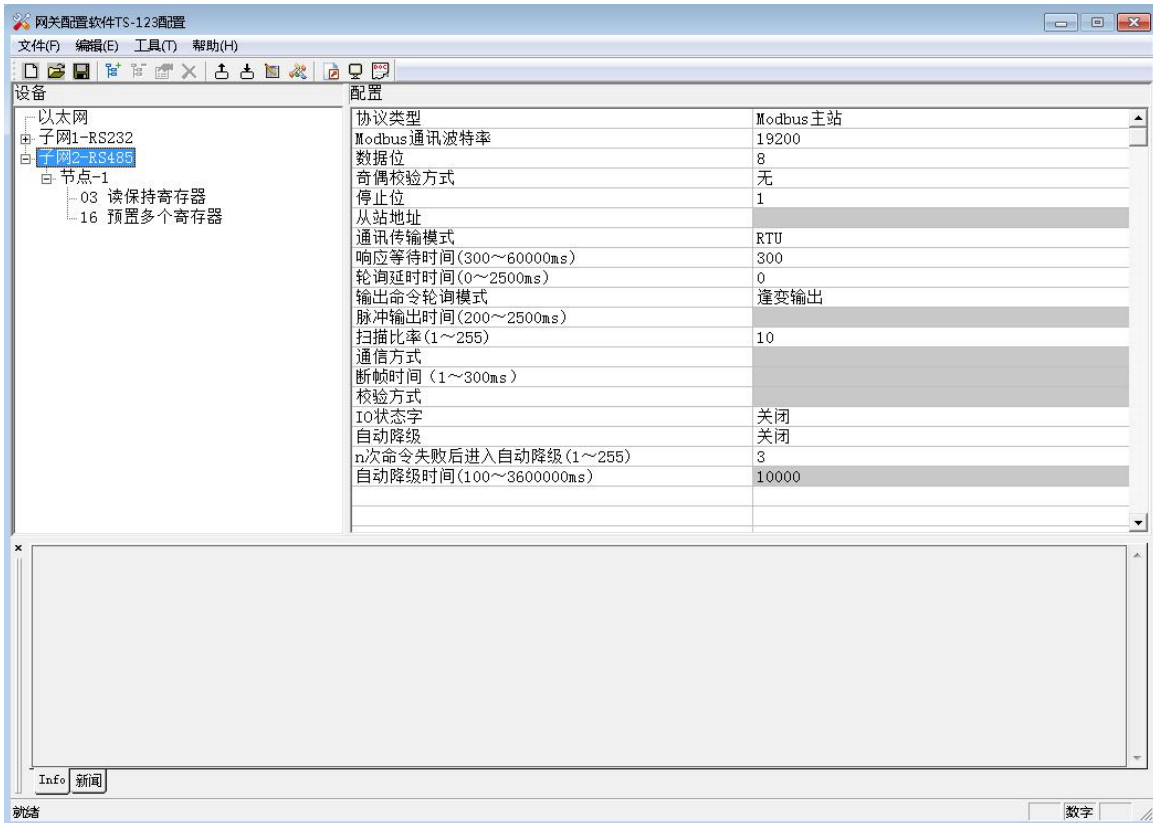 网关配置软件TS-123配置
文件(F) 编辑(E) 工具(T) 帮助(H)
设备
以太网
子网1-RS232
子网2-RS485
节点-1
03 读保持寄存器
16 预置多个寄存器
配置
协议类型 Modbus主站
Modbus通讯波特率 19200
数据位 8
奇偶校验方式 无
停止位 1
从站地址
通讯传输模式 RTU
响应等待时间(300～60000ms) 300
轮询延时时间(0～2500ms) 0
输出命令轮询模式 逢变输出
脉冲输出时间(200～2500ms)
扫描比率(1～255) 10
通信方式
断帧时间（1～300ms）
校验方式
IO状态字 关闭
自动降级 关闭
n次命令失败后进入自动降级(1～255) 3
自动降级时间(100～3600000ms) 10000
Info 新闻
就绪 数字